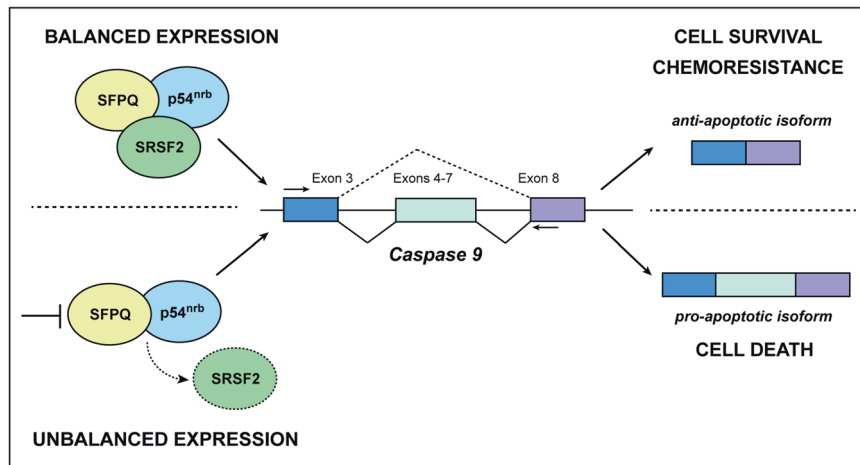 BALANCED EXPRESSION
SFPQ
p54nrb
SRSF2
CELL SURVIVAL
CHEMORESISTANCE
anti-apoptotic isoform
Exon 3
Exons 4-7
Exon 8
Caspase 9
SFPQ
p54nrb
SRSF2
UNBALANCED EXPRESSION
pro-apoptotic isoform
CELL DEATH